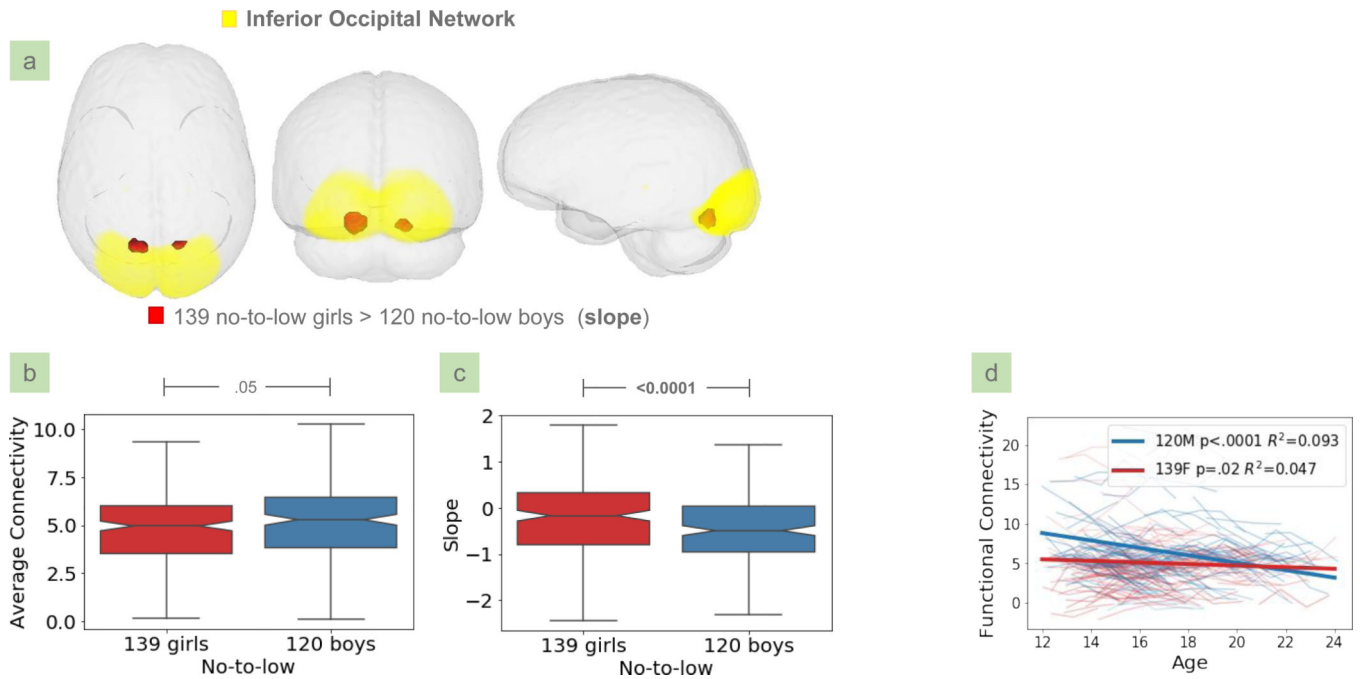 Inferior Occipital Network
a
139 no-to-low girls > 120 no-to-low boys (slope)
b
.05
Average Connectivity
10.0
7.5
5.0
2.5
0.0
139 girls
120 boys
No-to-low
c
<0.0001
Slope
2
1
0
−1
−2
139 girls
120 boys
No-to-low
d
Functional Connectivity
20
15
10
5
0
120M p<.0001 R²=0.093
139F p=.02 R²=0.047
12 14 16 18 20 22 24
Age